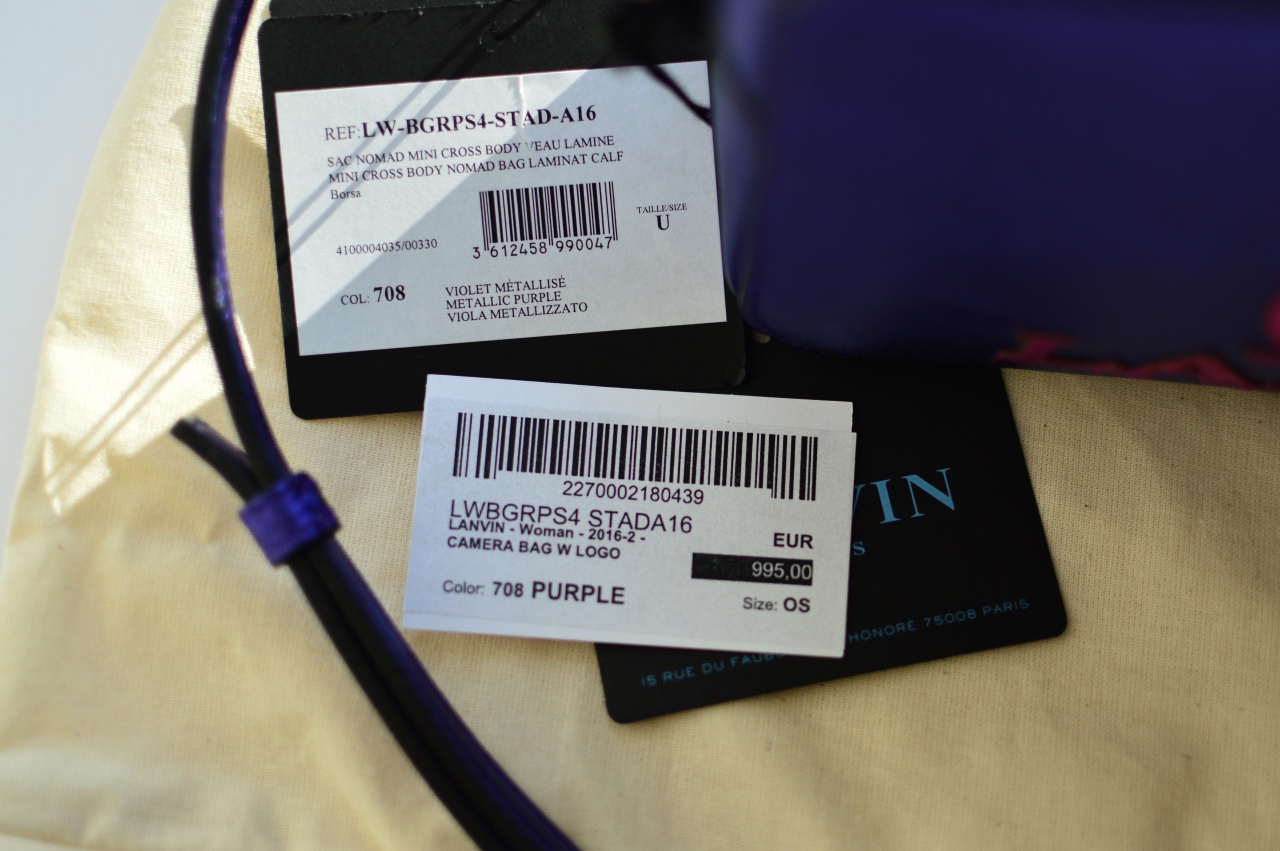 REF:LW-BGRPS4-STAD-A16
SAC NOMAD MINI CROSS BODY VEAU LAMINE
MINI CROSS BODY NOMAD BAG LAMINAT CALF
Borsa
TAILLE/SIZE
U
4100004035/00330
3 612458 990047
COL: 708
VIOLET MÉTALLISÉ
METALLIC PURPLE
VIOLA METALLIZZATO
2270002180439
LWBGRPS4 STADA16
LANVIN - Woman - 2016-2 -
CAMERA BAG W LOGO
EUR
995,00
Color: 708 PURPLE
Size: OS
VIN
S
15 RUE DU FAUB HONORÉ 75008 PARIS